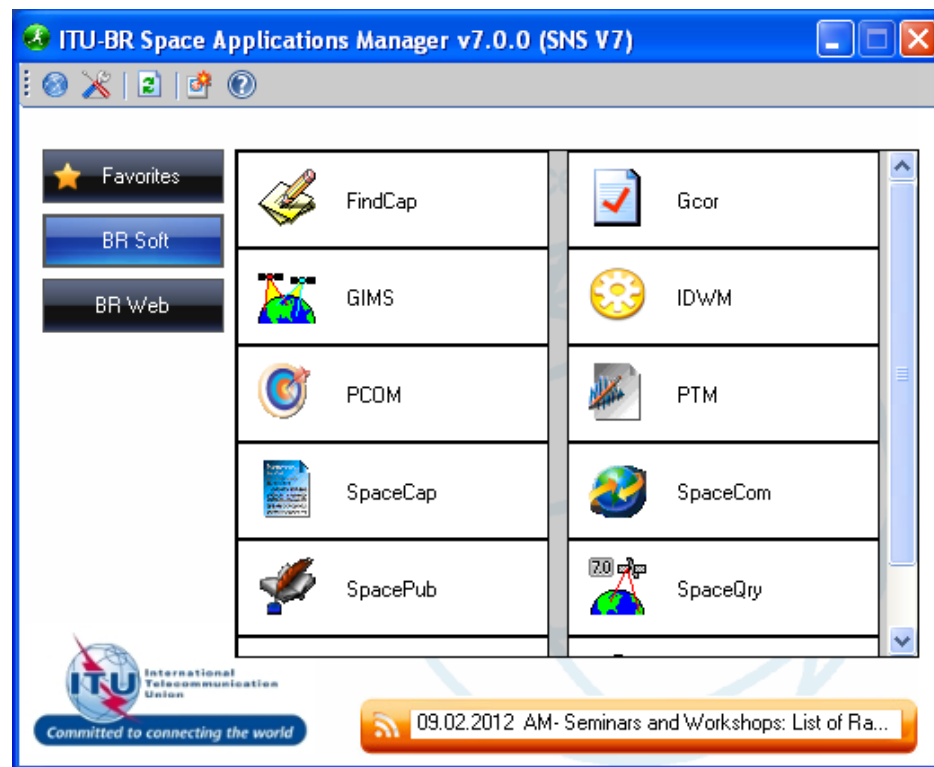 ITU-BR Space Applications Manager v7.0.0 (SNS V7)
Favorites
BR Soft
BR Web
FindCap
Gcor
GIMS
IDWM
PCOM
PTM
SpaceCap
SpaceCom
SpacePub
7.0
SpaceQry
ITU
International
Telecommunication
Union
Committed to connecting the world
09.02.2012 AM- Seminars and Workshops: List of Ra...